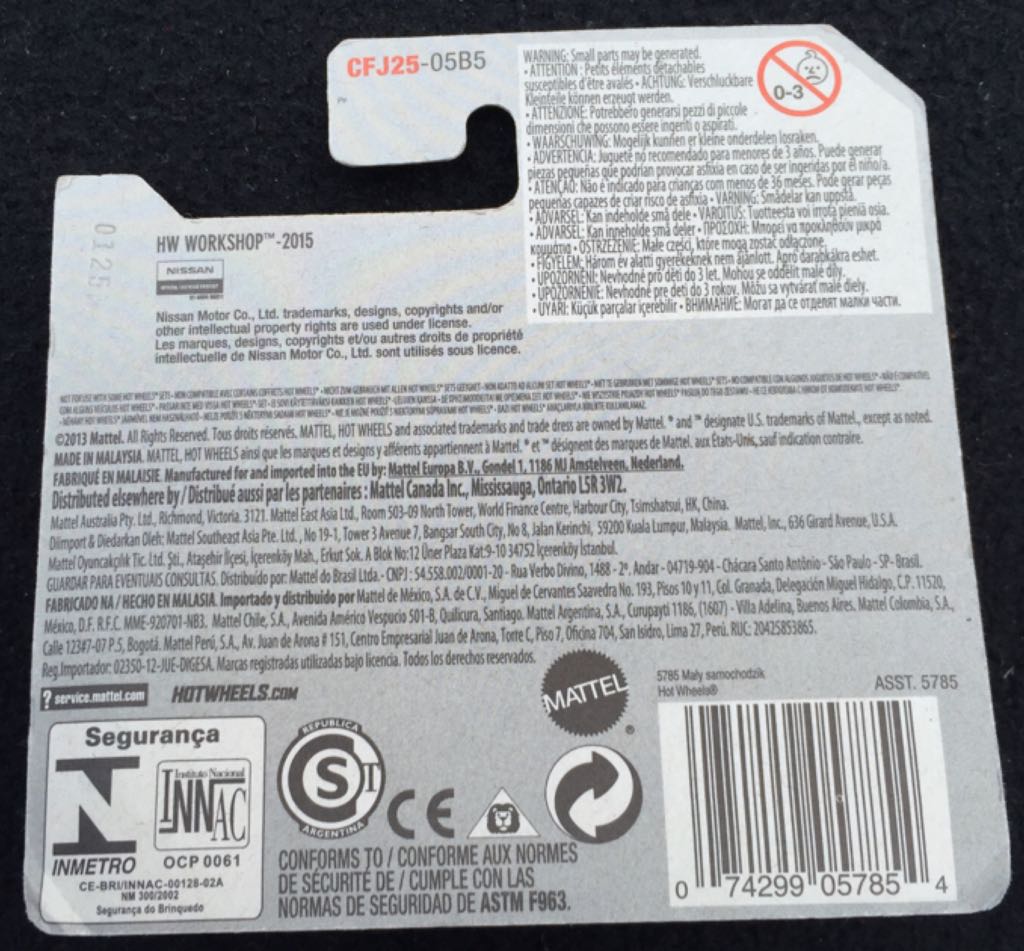 CFJ25-05B5
WARNING: Small parts may be generated.
• ATTENTION : Petits éléments détachables
susceptibles d'être avalés • ACHTUNG: Verschluckbare
Kleinteile können erzeugt werden.
• ATTENZIONE: Potrebbero generarsi pezzi di piccole
dimensioni che possono essere ingenti o aspirati.
• WAARSCHUWING: Mogelijk kunnen er kleine onderdelen losraken.
• ADVERTENCIA: Juguete no recomendado para menores de 3 años. Puede generar
piezas pequeñas que podrían provocar asfixia en caso de ser ingeridas por el niño/a.
• ATENÇÃO: Não é indicado para crianças com menos de 36 meses. Pode gerar peças
pequenas capazes de criar risco de asfixia • VARNING: Smådelar kan uppstå.
• ADVARSEL: Kan indeholde små dele • VAROITUS: Tuotteesta voi irrota pieniä osia.
• ADVARSEL: Kan inneholde små deler • ΠΡΟΣΟΧΗ: Μπορεί να προκληθούν μικρά
κομμάτια • OSTRZEŻENIE: Małe części, które mogą zostać odłączone.
• FIGYELEM: Három év alatti gyerekeknek nem ajánlott. Apró darabkákra eshet.
• UPOZORNĚNÍ: Nevhodné pro děti do 3 let. Mohou se oddělit malé díly.
• UPOZORNENIE: Nevhodné pre deti do 3 rokov. Môžu sa vytvárať malé diely.
• UYARI: Küçük parçalar içerebilir • ВНИМАНИЕ: Могат да се отделят малки части.
0-3
0125
HW WORKSHOP™-2015
NISSAN
Nissan Motor Co., Ltd. trademarks, designs, copyrights and/or
other intellectual property rights are used under license.
Les marques, designs, copyrights et/ou autres droits de propriété
intellectuelle de Nissan Motor Co., Ltd. sont utilisés sous licence.
©2013 Mattel. All Rights Reserved. Tous droits réservés. MATTEL, HOT WHEELS and associated trademarks and trade dress are owned by Mattel. ® and ™ designate U.S. trademarks of Mattel, except as noted.
MADE IN MALAYSIA. MATTEL, HOT WHEELS ainsi que les marques et designs y afférents appartiennent à Mattel. ® et ™ désignent des marques de Mattel aux États-Unis, sauf indication contraire.
FABRIQUÉ EN MALAISIE. Manufactured for and imported into the EU by: Mattel Europa B.V., Gondel 1, 1186 MJ Amstelveen, Nederland.
Distributed elsewhere by / Distribué aussi par les partenaires : Mattel Canada Inc., Mississauga, Ontario L5R 3W2.
Mattel Australia Pty. Ltd., Richmond, Victoria. 3121. Mattel East Asia Ltd., Room 503-09 North Tower, World Finance Centre, Harbour City, Tsimshatsui, HK, China.
Diimport & Diedarkan Oleh: Mattel Southeast Asia Pte. Ltd. , No 19-1, Tower 3 Avenue 7, Bangsar South City, No 8, Jalan Kerinchi, 59200 Kuala Lumpur, Malaysia. Mattel, Inc., 636 Girard Avenue, U.S.A.
Mattel Oyuncakçılık Tic. Ltd. Şti., Ataşehir İlçesi, İçerenköy Mah., Erkut Sok. A Blok No:12 Üner Plaza Kat:9-10 34752 İçerenköy İstanbul.
GUARDAR PARA EVENTUAIS CONSULTAS. Distribuido por: Mattel do Brasil Ltda. - CNPJ : 54.558.002/0001-20 - Rua Verbo Divino, 1488 - 2º. Andar - 04719-904 - Chácara Santo Antônio - São Paulo - SP- Brasil.
FABRICADO NA / HECHO EN MALASIA. Importado y distribuido por Mattel de México, S.A. de C.V., Miguel de Cervantes Saavedra No. 193, Pisos 10 y 11, Col. Granada, Delegación Miguel Hidalgo, C.P. 11520,
México, D.F. R.F.C. MME-920701-NB3. Mattel Chile, S.A., Avenida Américo Vespucio 501-B, Quilicura, Santiago. Mattel Argentina, S.A., Curupaytí 1186, (1607) - Villa Adelina, Buenos Aires. Mattel Colombia, S.A.,
Calle 123#7-07 P.5, Bogotá. Mattel Perú, S.A., Av. Juan de Arona # 151, Centro Empresarial Juan de Arona, Torre C, Piso 7, Oficina 704, San Isidro, Lima 27, Perú. RUC: 20425853865.
Reg.Importador: 02350-12-JUE-DIGESA. Marcas registradas utilizadas bajo licencia. Todos los derechos reservados.
? service.mattel.com
HOTWHEELS.COM
MATTEL®
5785 Mały samochodzik
Hot Wheels®
ASST. 5785
Segurança
INMETRO
Instituto Nacional
INNAC
OCP 0061
CE-BRI/INNAC-00128-02A
NM 300/2002
Segurança do Brinquedo
REPUBLICA
S T
ARGENTINA
CE
CONFORMS TO / CONFORME AUX NORMES
DE SÉCURITÉ DE / CUMPLE CON LAS
NORMAS DE SEGURIDAD DE ASTM F963.
0 74299 05785 4